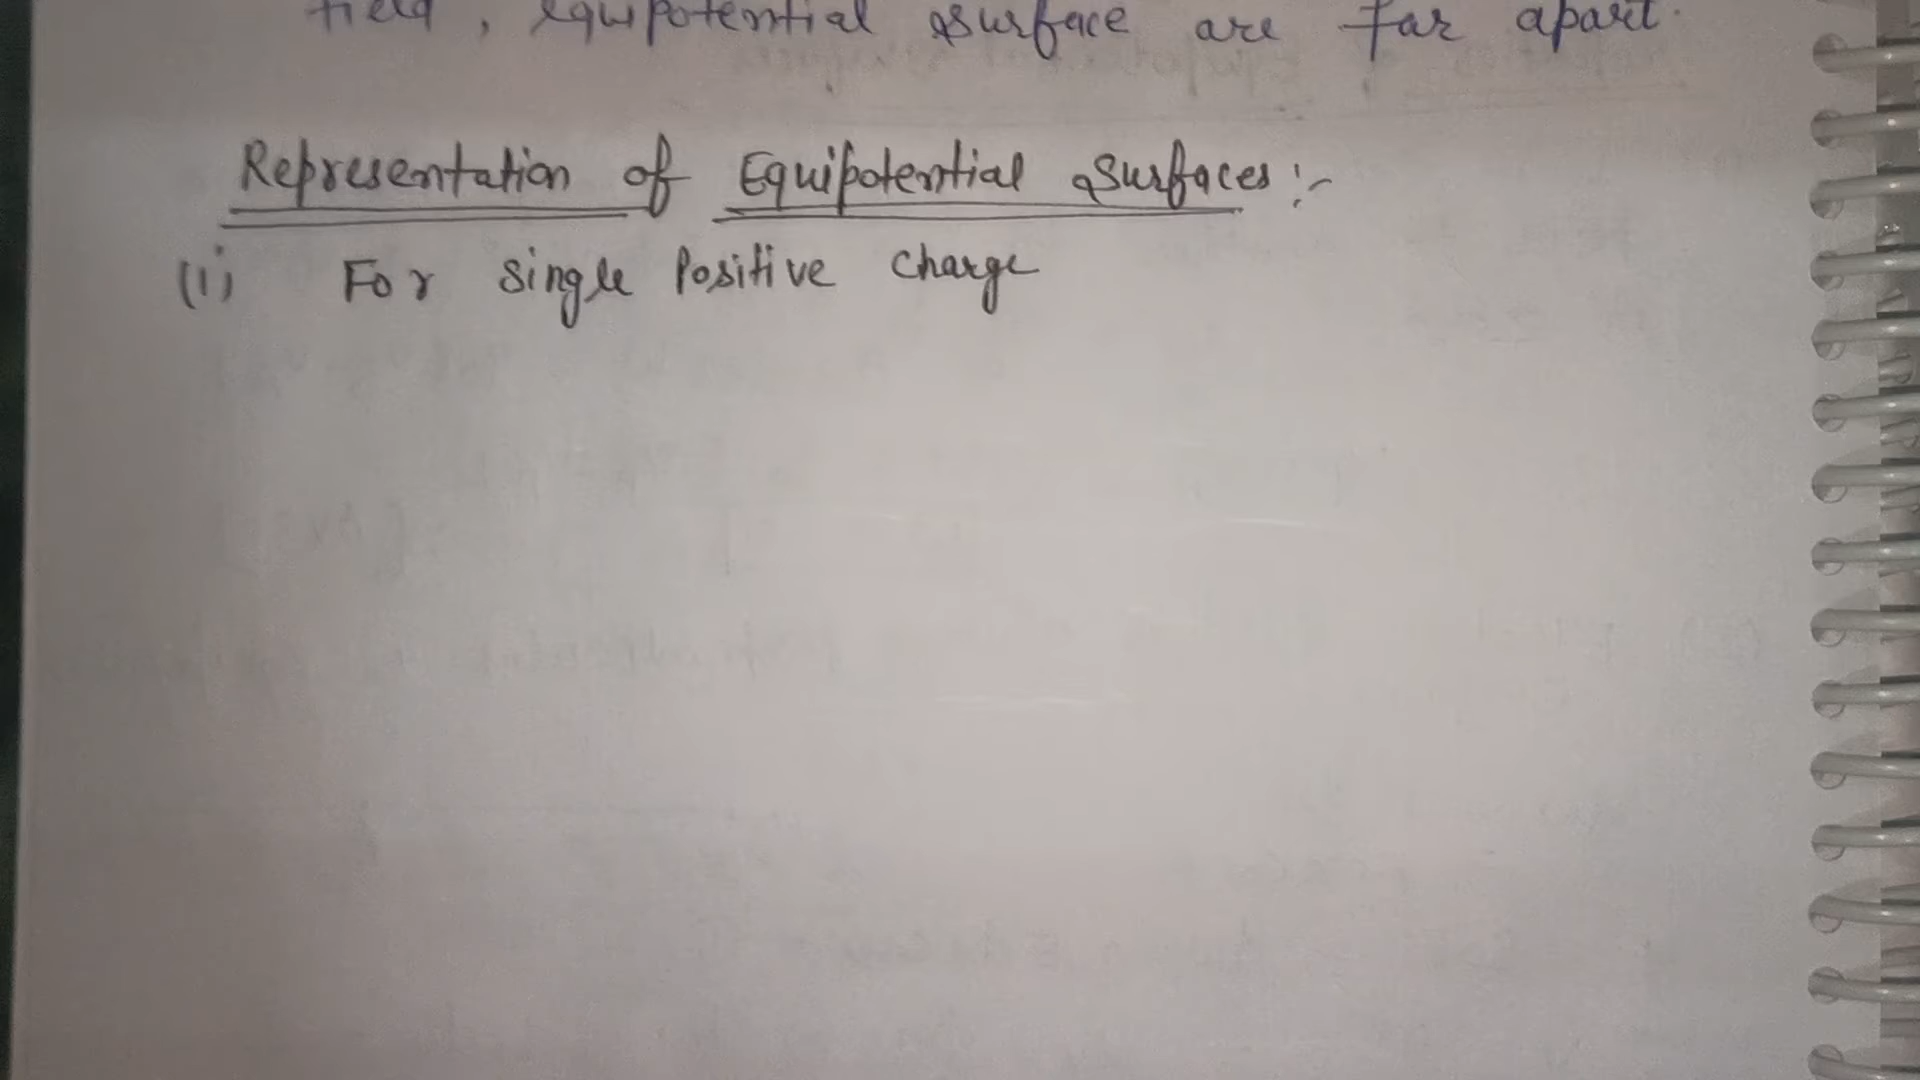 field, equipotential surface are far apart.
Representation of Equipotential Surfaces :-
(i) For single Positive charge